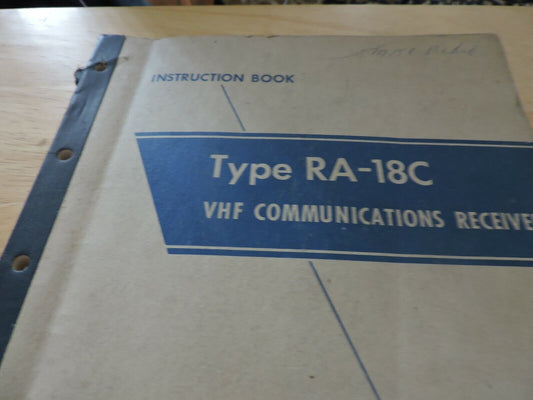 INSTRUCTION BOOK
Type RA-18C
VHF COMMUNICATIONS RECEIVE